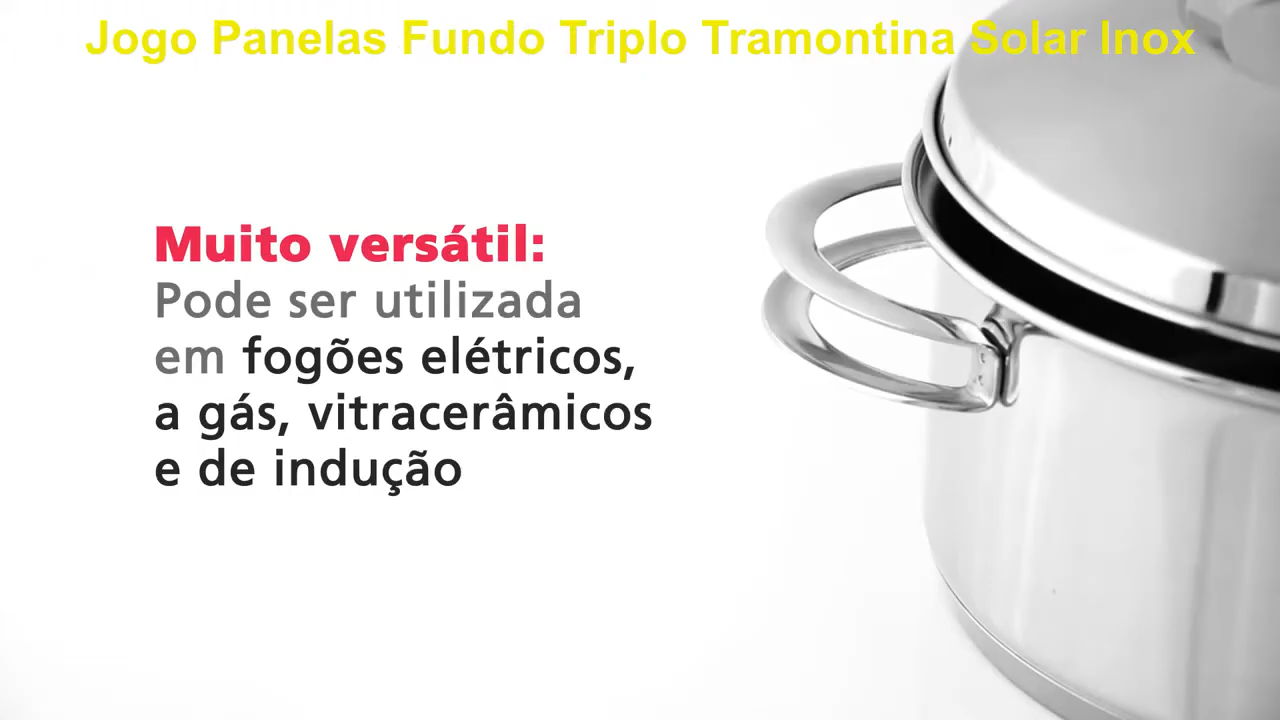 Jogo Panelas Fundo Triplo Tramontina Solar Inox
Muito versátil:
Pode ser utilizada
em fogões elétricos,
a gás, vitracerâmicos
e de indução